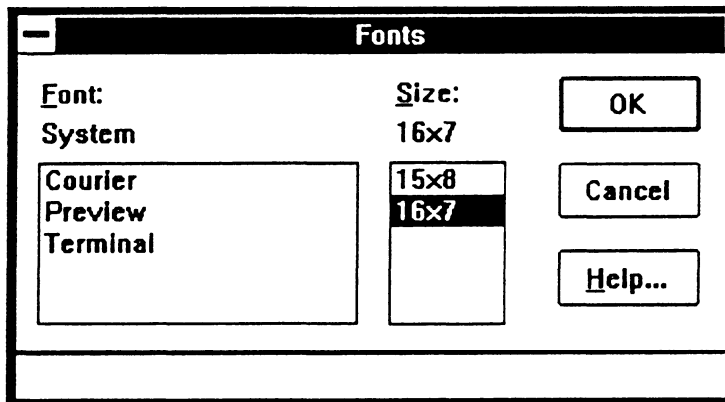 Fonts
Font:
System
Courier
Preview
Terminal
Size:
16x7
15x8
16x7
OK
Cancel
Help...